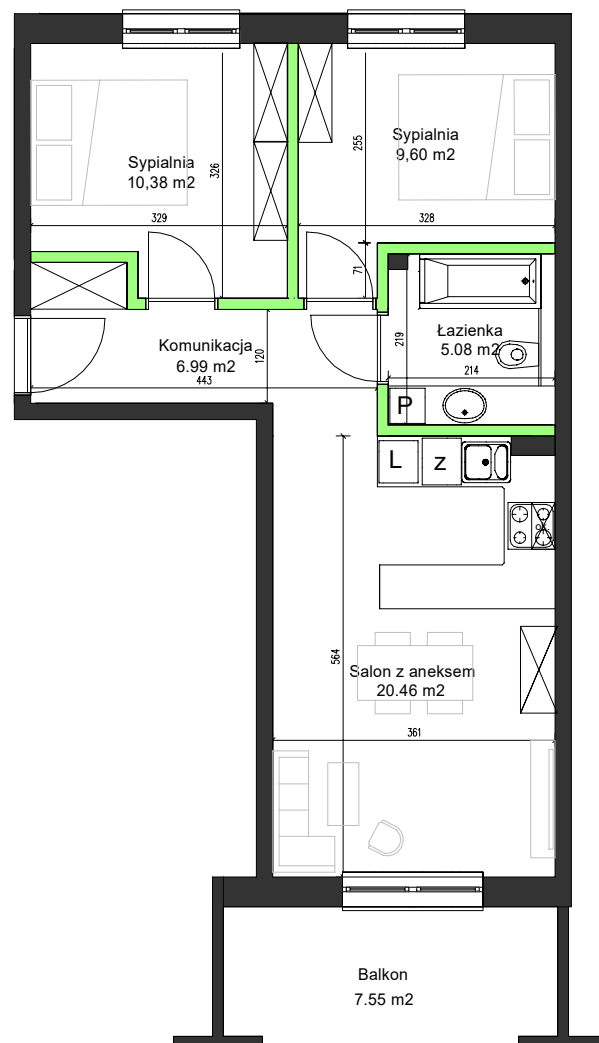 Sypialnia
10,38 m2
326
329
Sypialnia
9,60 m2
255
328
71
Komunikacja
6.99 m2
120
443
Łazienka
5.08 m2
219
214
P
L
z
564
Salon z aneksem
20.46 m2
361
Balkon
7.55 m2